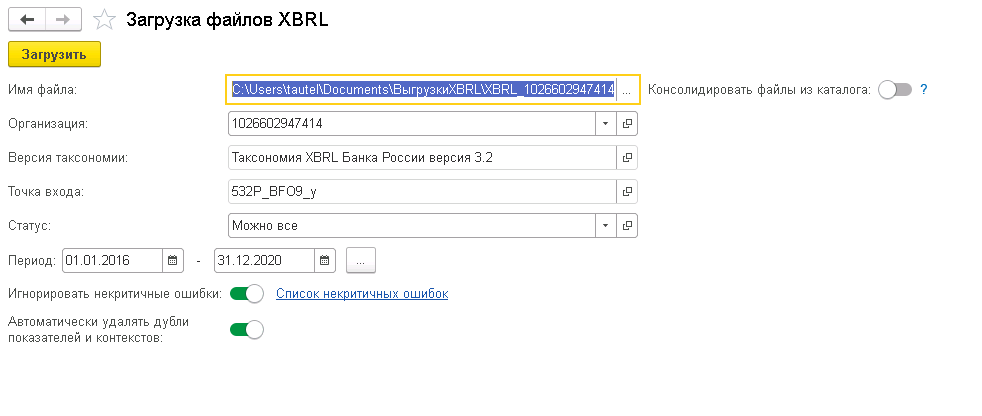 Загрузка файлов XBRL
Загрузить
Имя файла: C:\Users\tautel\Documents\ВыгрузкиXBRL\XBRL_1026602947414 ... Консолидировать файлы из каталога: ?
Организация: 1026602947414
Версия таксономии: Таксономия XBRL Банка России версия 3.2
Точка входа: 532P_BFO9_y
Статус: Можно все
Период: 01.01.2016 - 31.12.2020 ...
Игнорировать некритичные ошибки: Список некритичных ошибок
Автоматически удалять дубли
показателей и контекстов: